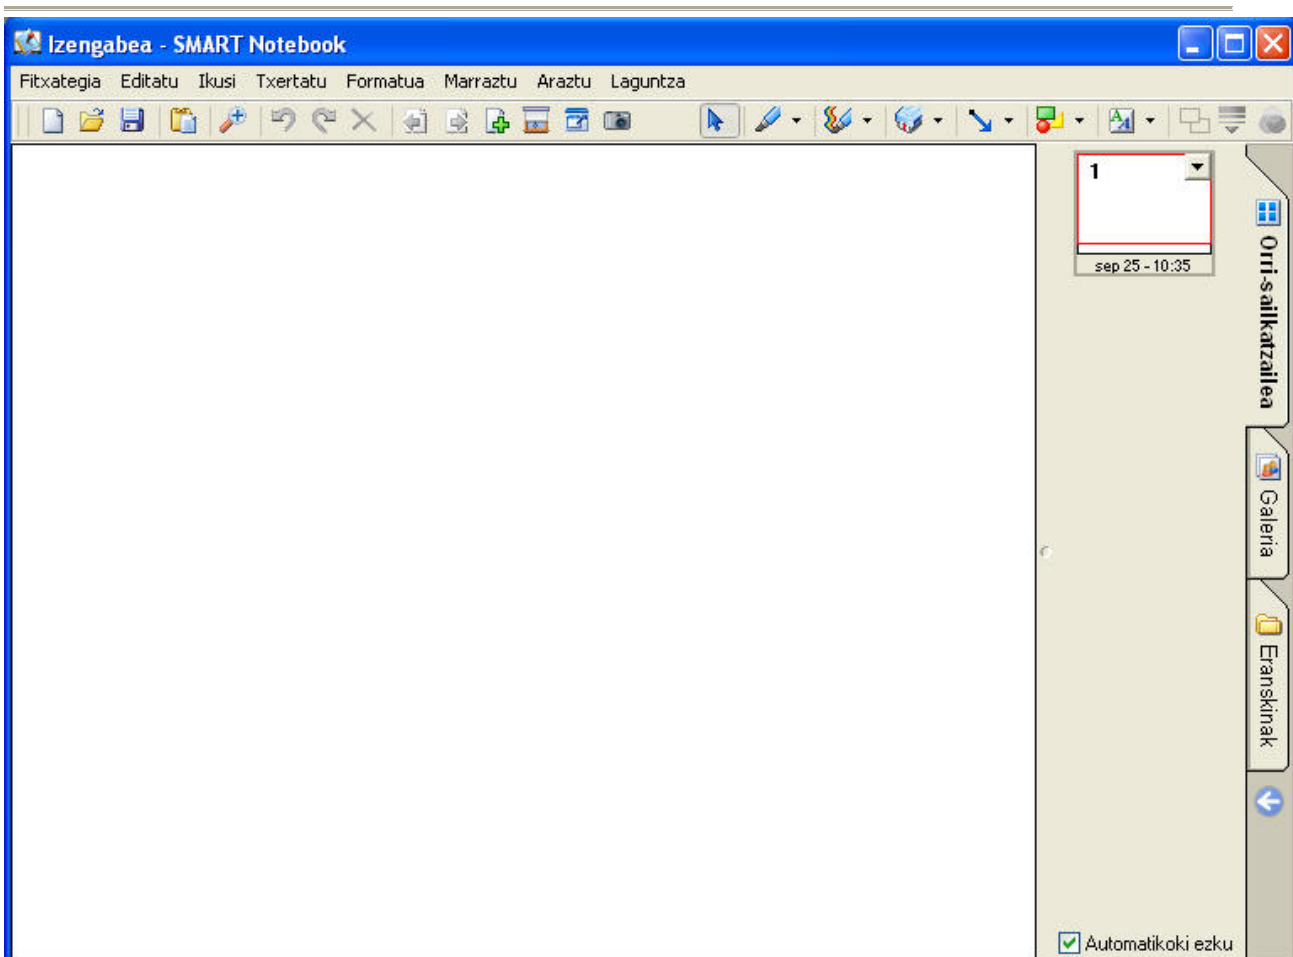 Izengabea - SMART Notebook
Fitxategia Editatu Ikusi Txertatu Formatua Marraztu Araztu Laguntza
1
sep 25 - 10:35
Orri-sailkatzailea
Galeria
Eranskinak
Automatikoki ezku